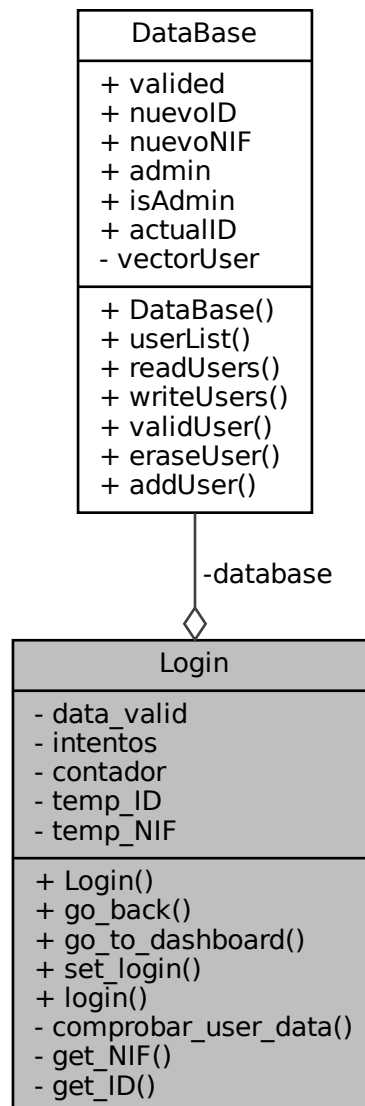 DataBase
+ valided
+ nuevoID
+ nuevoNIF
+ admin
+ isAdmin
+ actualID
- vectorUser
+ DataBase()
+ userList()
+ readUsers()
+ writeUsers()
+ validUser()
+ eraseUser()
+ addUser()
-database
Login
- data_valid
- intentos
- contador
- temp_ID
- temp_NIF
+ Login()
+ go_back()
+ go_to_dashboard()
+ set_login()
+ login()
- comprobar_user_data()
- get_NIF()
- get_ID()